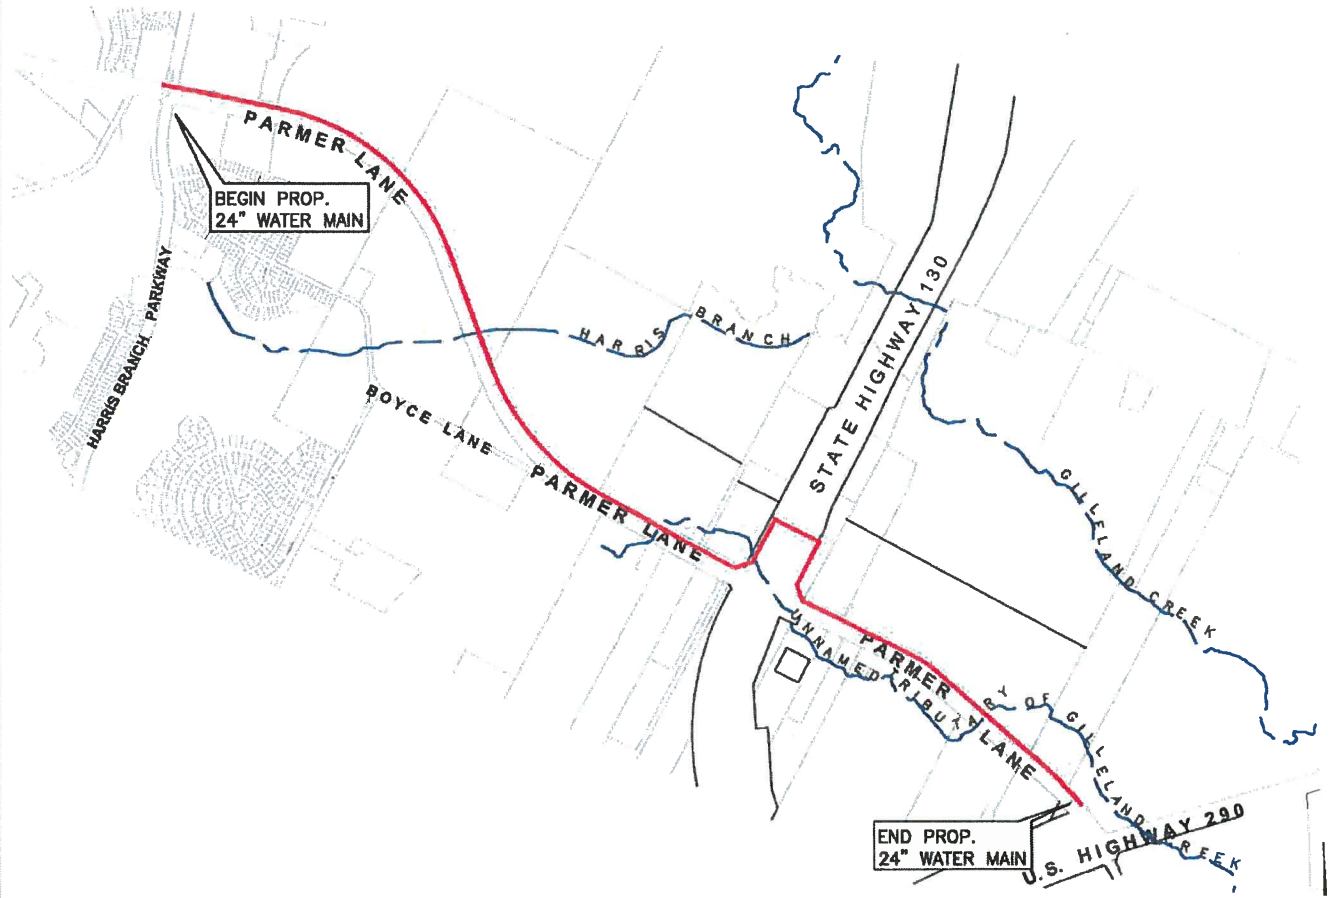 PARMER LANE
BEGIN PROP.
24" WATER MAIN
HARRIS BRANCH PARKWAY
STATE HIGHWAY 130
HARRIS BRANCH
BOYCE LANE
PARMER LANE
GILLELAND CREEK
PARMER LANE
UNNAMED TRIBUTARY OF GILLELAND CREEK
END PROP.
24" WATER MAIN
U.S. HIGHWAY 290